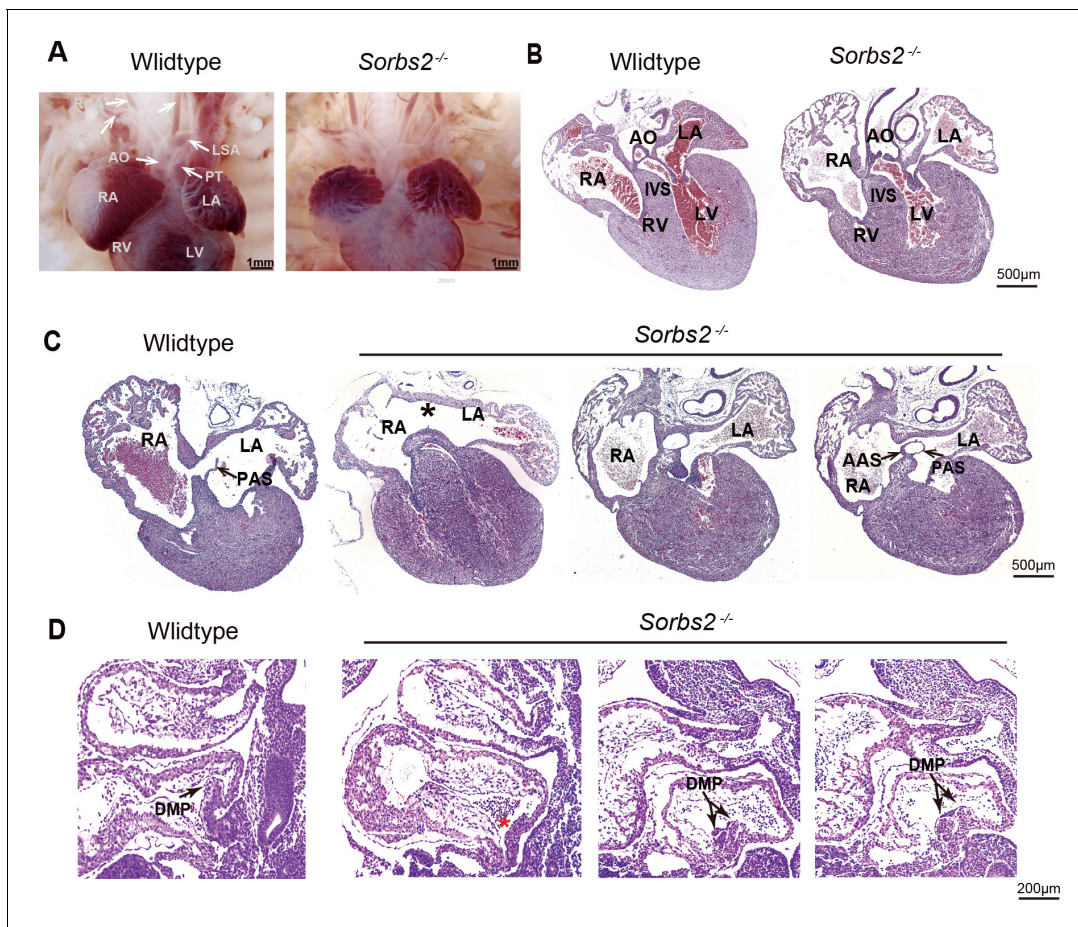 A
Wlidtype
Sorbs2 -/-
AO
LSA
PT
RA
LA
RV
LV
1mm
1mm
2mm
B
Wlidtype
Sorbs2 -/-
AO
LA
RA
IVS
LV
RV
AO
LA
RA
IVS
LV
RV
500μm
C
Wlidtype
Sorbs2 -/-
RA
LA
PAS
*
RA
LA
RA
LA
LA
AAS
PAS
RA
500μm
D
Wlidtype
Sorbs2 -/-
DMP
*
DMP
DMP
200μm